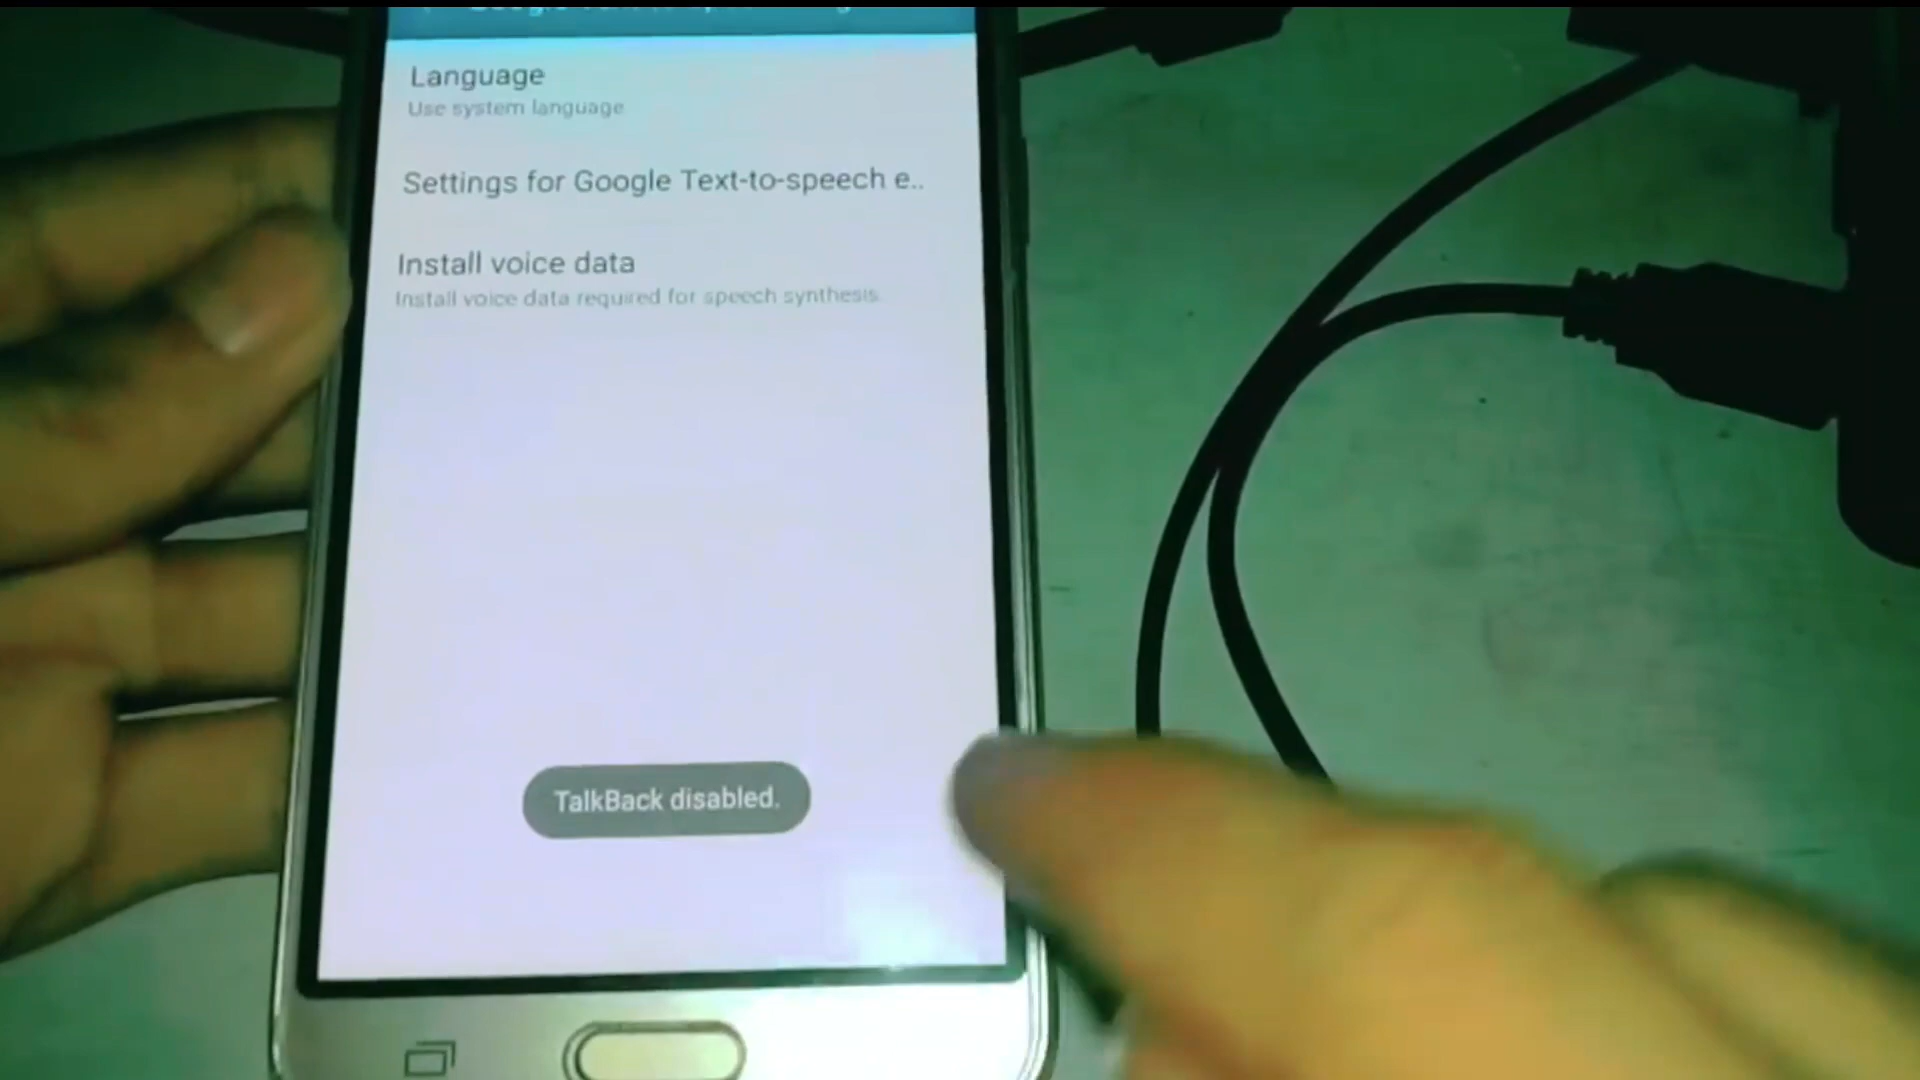 Language
Use system language
Settings for Google Text-to-speech e..
Install voice data
Install voice data required for speech synthesis.
TalkBack disabled.